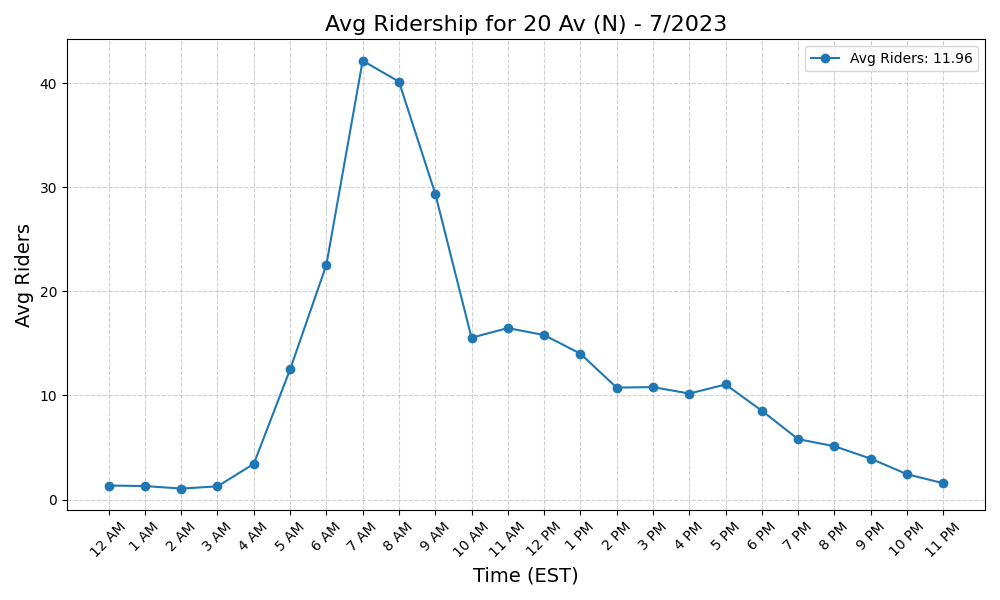 Avg Ridership for 20 Av (N) - 7/2023
Avg Riders: 11.96
Avg Riders
40
30
20
10
0
12 AM
1 AM
2 AM
3 AM
4 AM
5 AM
6 AM
7 AM
8 AM
9 AM
10 AM
11 AM
12 PM
1 PM
2 PM
3 PM
4 PM
5 PM
6 PM
7 PM
8 PM
9 PM
10 PM
11 PM
Time (EST)